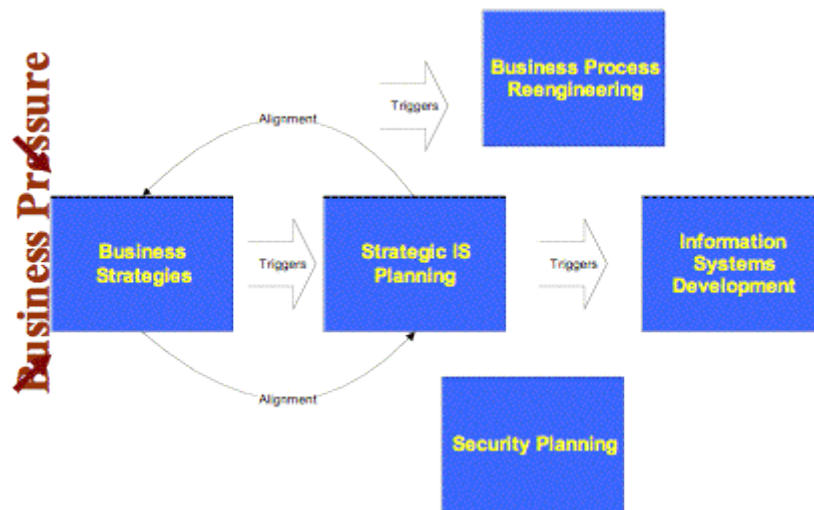 Business Pressure
Business Process
Reengineering
Triggers
Alignment
Business
Strategies
Triggers
Strategic IS
Planning
Triggers
Information
Systems
Development
Alignment
Security Planning